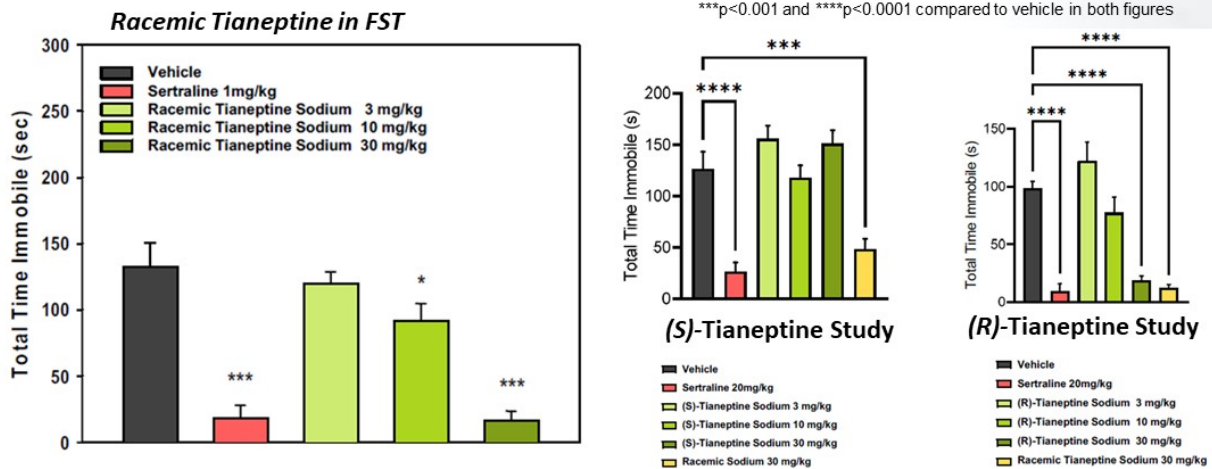 Racemic Tianeptine in FST
Total Time Immobile (sec)
300
250
200
150
100
50
0
Vehicle
Sertraline 1mg/kg
Racemic Tianeptine Sodium 3 mg/kg
Racemic Tianeptine Sodium 10 mg/kg
Racemic Tianeptine Sodium 30 mg/kg
***
*
***
***p<0.001 and ****p<0.0001 compared to vehicle in both figures
Total Time Immobile (s)
200
150
100
50
0
***
****
(S)-Tianeptine Study
Vehicle
Sertraline 20mg/kg
(S)-Tianeptine Sodium 3 mg/kg
(S)-Tianeptine Sodium 10 mg/kg
(S)-Tianeptine Sodium 30 mg/kg
Racemic Sodium 30 mg/kg
Total Time Immobile (s)
150
100
50
0
****
****
****
(R)-Tianeptine Study
Vehicle
Sertraline 20mg/kg
(R)-Tianeptine Sodium 3 mg/kg
(R)-Tianeptine Sodium 10 mg/kg
(R)-Tianeptine Sodium 30 mg/kg
Racemic Tianeptine Sodium 30 mg/kg